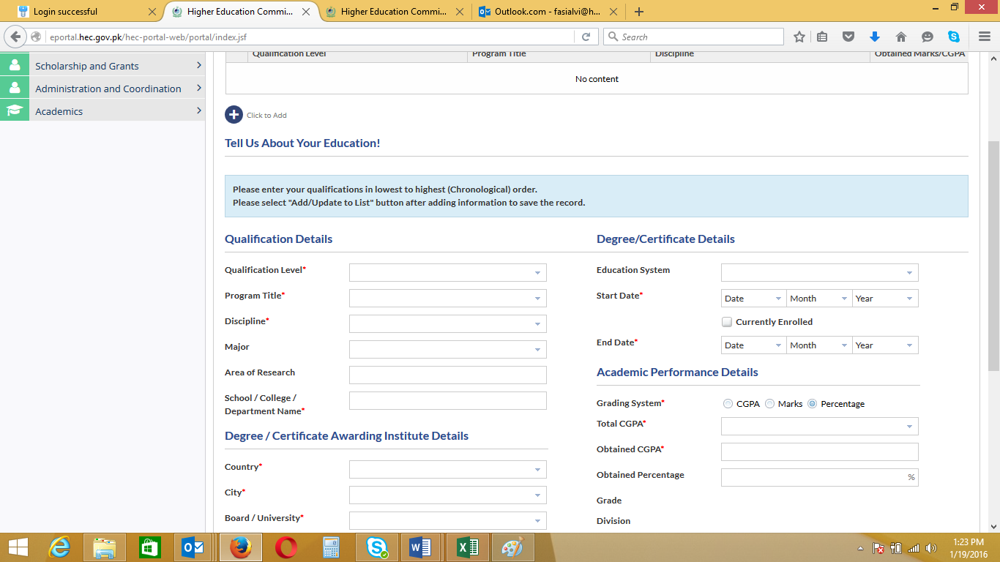 Login successful
Higher Education Commi...
Higher Education Commi...
Outlook.com - fasialvi@h...
eportal.hec.gov.pk/hec-portal-web/portal/index.jsf
Search
Scholarship and Grants
Administration and Coordination
Academics
Qualification Level Program Title Discipline Obtained Marks/CGPA
No content
Click to Add
Tell Us About Your Education!
Please enter your qualifications in lowest to highest (Chronological) order.
Please select "Add/Update to List" button after adding information to save the record.
Qualification Details
Qualification Level*
Program Title*
Discipline*
Major
Area of Research
School / College /
Department Name*
Degree / Certificate Awarding Institute Details
Country*
City*
Board / University*
Degree/Certificate Details
Education System
Start Date* Date Month Year
Currently Enrolled
End Date* Date Month Year
Academic Performance Details
Grading System* CGPA Marks Percentage
Total CGPA*
Obtained CGPA*
Obtained Percentage %
Grade
Division
1:23 PM
1/19/2016